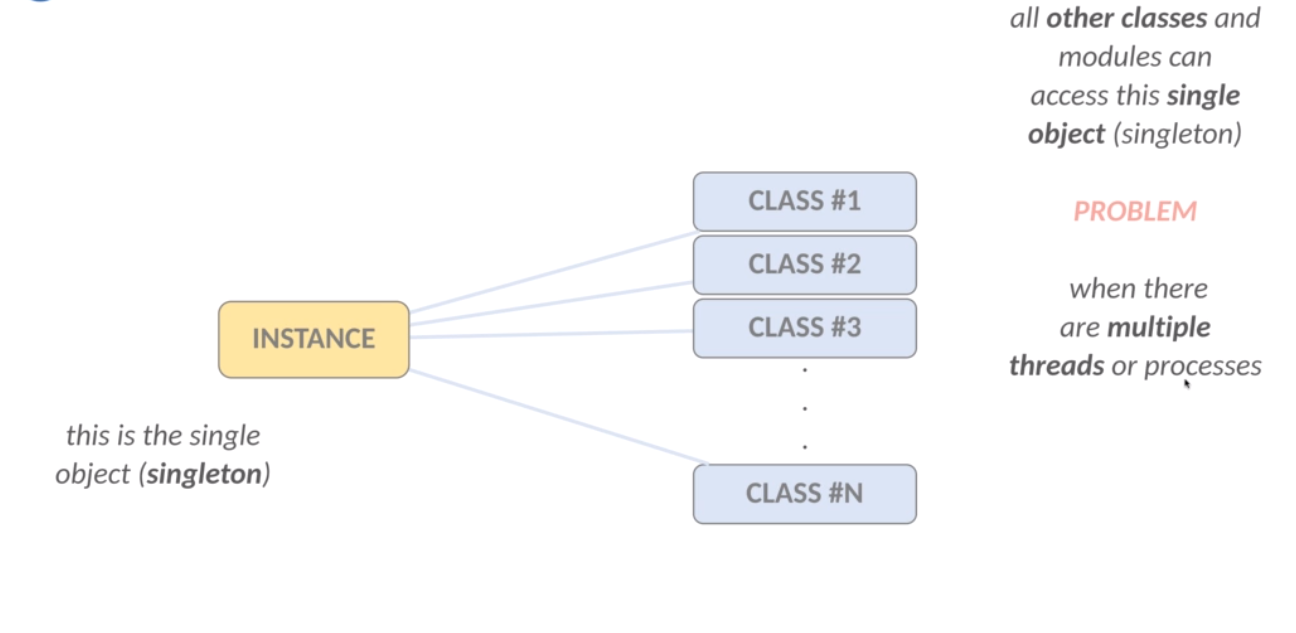 all other classes and
modules can
access this single
object (singleton)
PROBLEM
when there
are multiple
threads or processes
CLASS #1
CLASS #2
CLASS #3
.
.
.
CLASS #N
INSTANCE
this is the single
object (singleton)